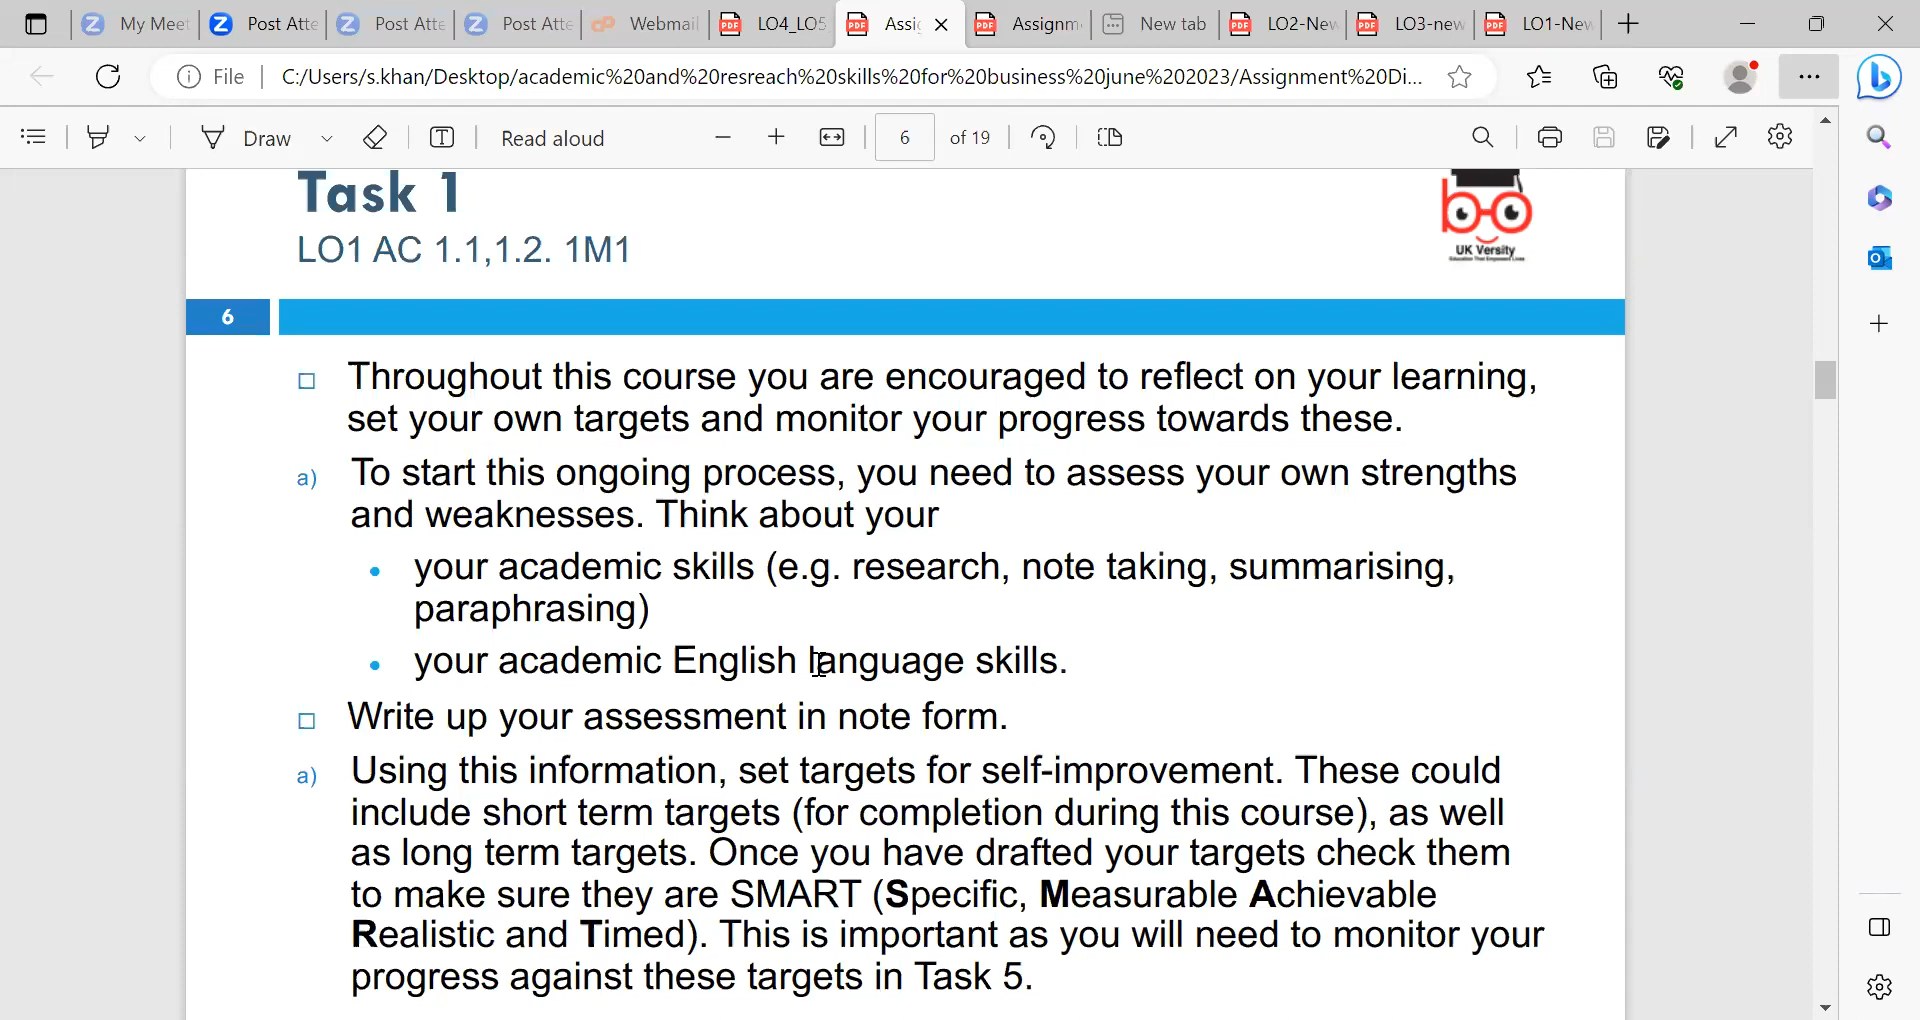 My Meet
Post Atte
Post Atte
Post Atte
Webmail
LO4_LO5
Assig
Assignm
New tab
LO2-New
LO3-new
LO1-New
File
C:/Users/s.khan/Desktop/academic%20and%20resreach%20skills%20for%20business%20june%202023/Assignment%20Di...
Draw
Read aloud
6
of 19
Task 1
LO1 AC 1.1,1.2. 1M1
UK Versity
Education That Empowers Lives
6
Throughout this course you are encouraged to reflect on your learning,
set your own targets and monitor your progress towards these.
a) To start this ongoing process, you need to assess your own strengths
and weaknesses. Think about your
• your academic skills (e.g. research, note taking, summarising,
paraphrasing)
• your academic English language skills.
Write up your assessment in note form.
a) Using this information, set targets for self-improvement. These could
include short term targets (for completion during this course), as well
as long term targets. Once you have drafted your targets check them
to make sure they are SMART (Specific, Measurable Achievable
Realistic and Timed). This is important as you will need to monitor your
progress against these targets in Task 5.